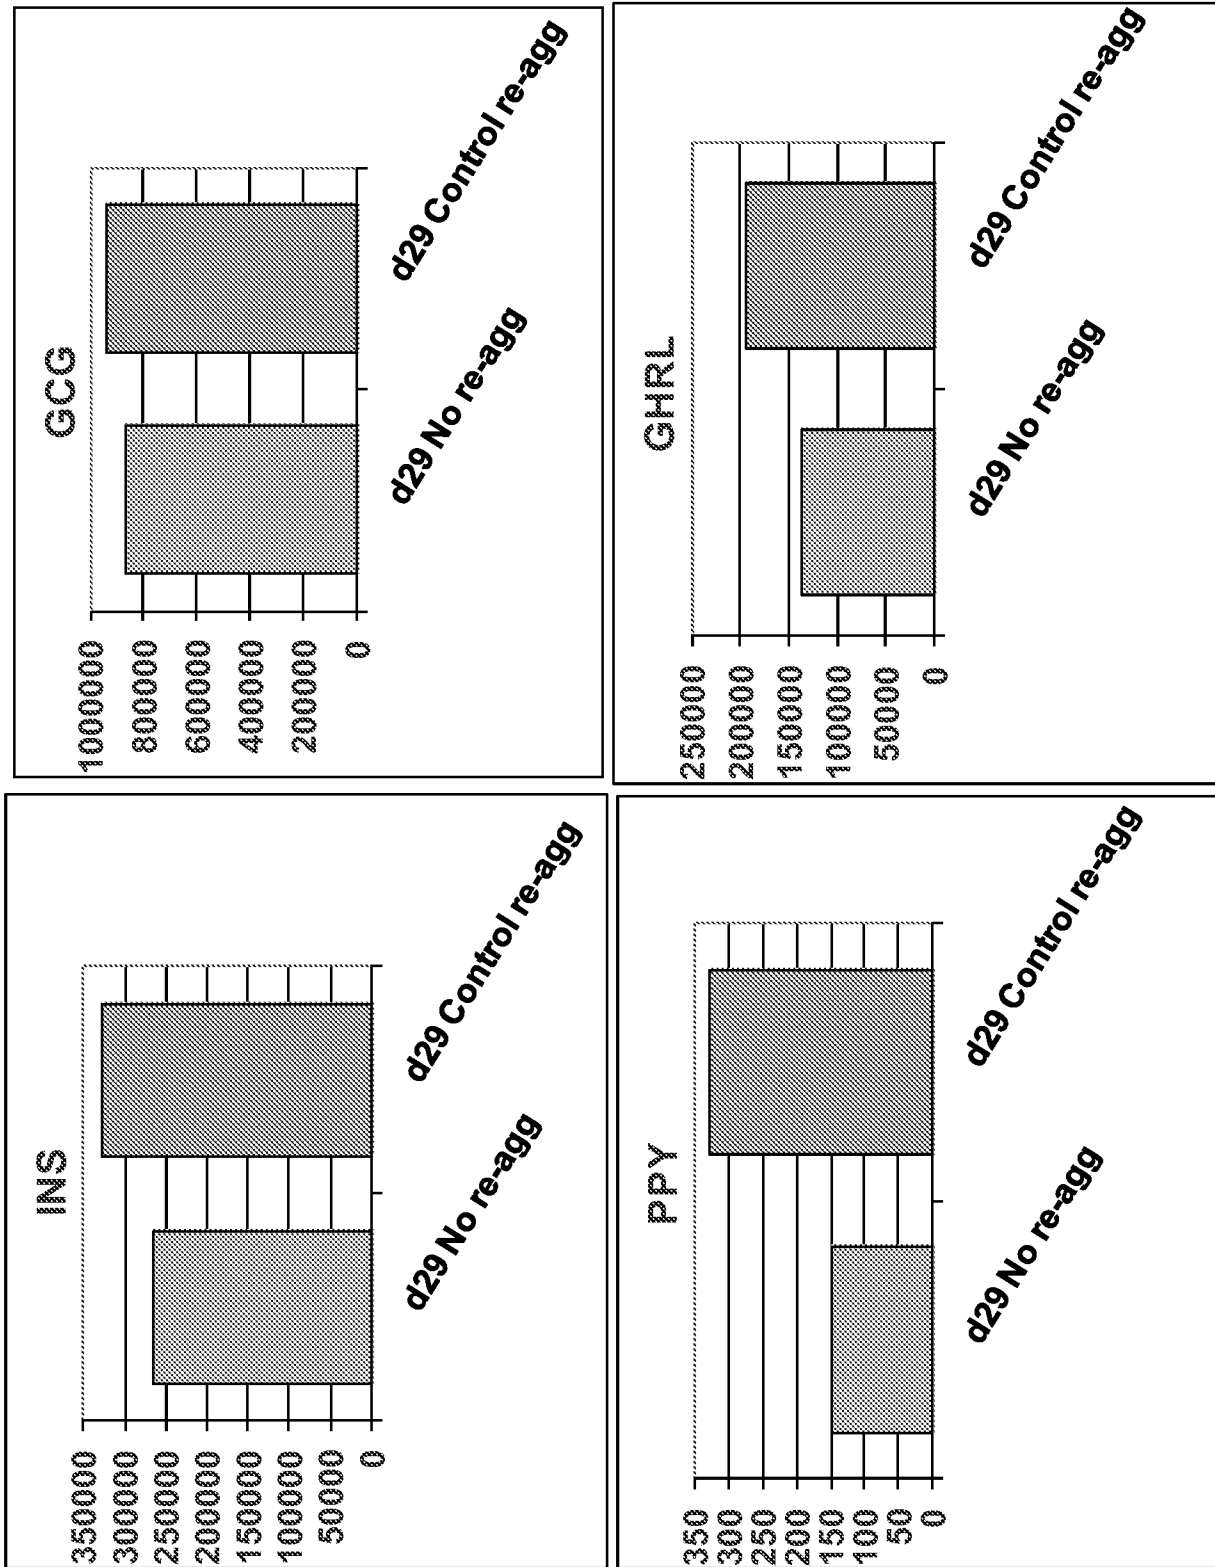 INS
350000
300000
250000
200000
150000
100000
50000
0
d29 No re-agg
d29 Control re-agg
GCG
1000000
800000
600000
400000
200000
0
d29 No re-agg
d29 Control re-agg
PPY
350
300
250
200
150
100
50
0
d29 No re-agg
d29 Control re-agg
GHRL
250000
200000
150000
100000
50000
0
d29 No re-agg
d29 Control re-agg